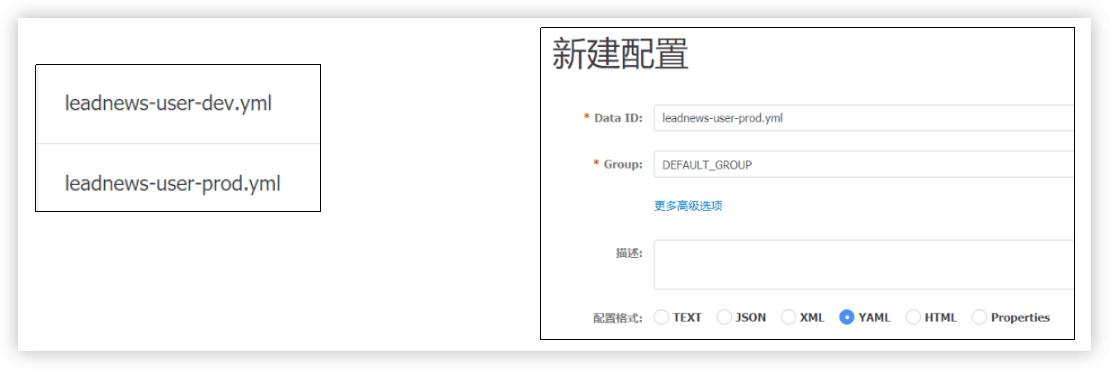 leadnews-user-dev.yml
leadnews-user-prod.yml
新建配置
* Data ID: leadnews-user-prod.yml
* Group: DEFAULT_GROUP
更多高级选项
描述:
配置格式: TEXT JSON XML YAML HTML Properties